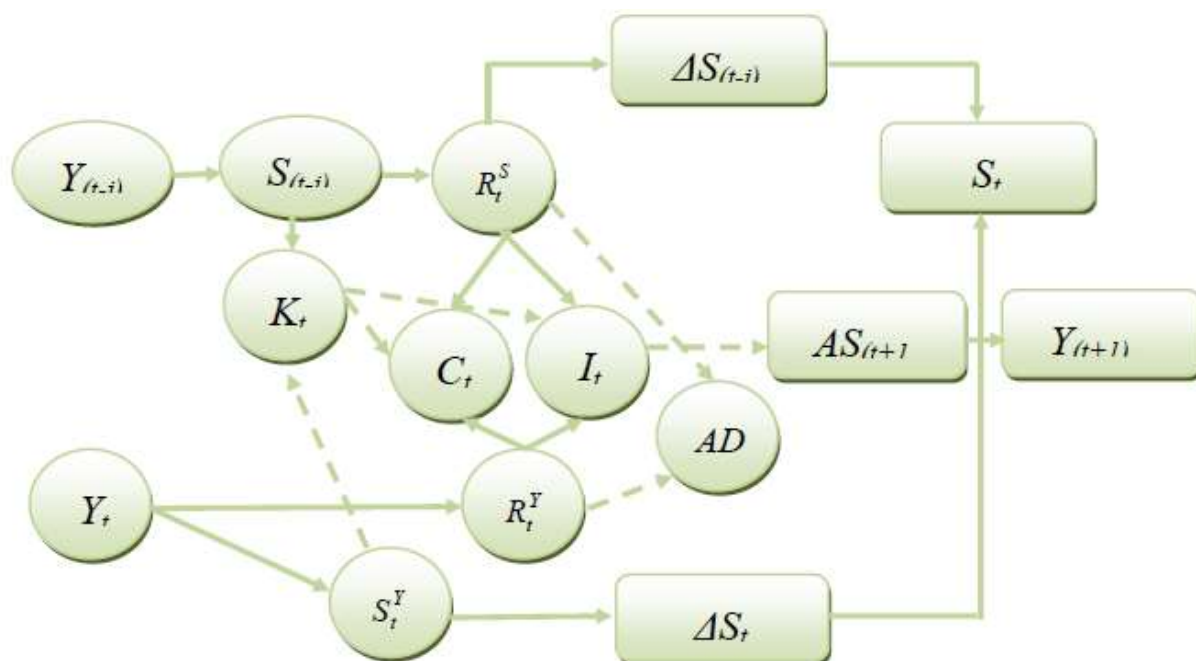 ΔS(t-i)
Y(t-i)
S(t-i)
R_t^S
S_t
K_t
C_t
I_t
AS(t+1
Y(t+1)
AD
Y_t
R_t^Y
S_t^Y
ΔS_t